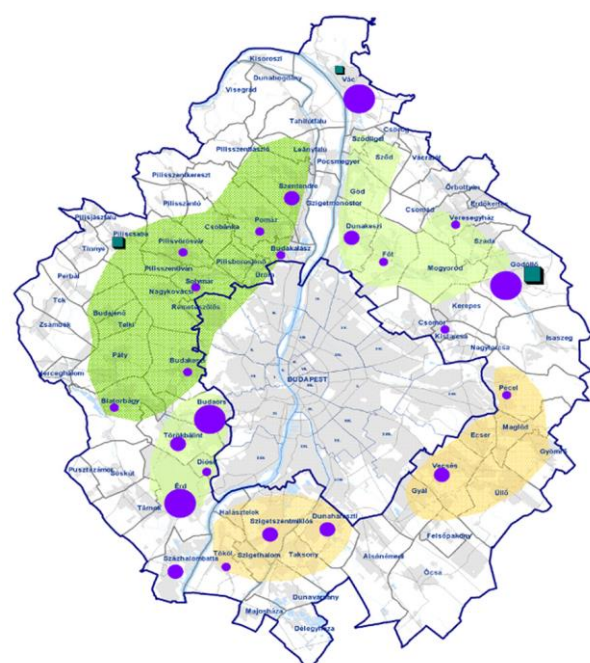 Kisoroszi
Vác
Visegrád
Dunabogdány
Tahitótfalu
Csörög
Sződliget
Pilisszentlászló
Leányfalu
Sződ
Vácrátót
Pócsmegyer
Pilisszentkereszt
Őrbottyán
Szentendre
Göd
Erdőkertes
Pilisszántó
Szigetmonostor
Csomád
Veresegyház
Pilisjászfalu
Csobánka
Pomáz
Dunakeszi
Piliscsaba
Szada
Tinnye
Pilisvörösvár
Budakalász
Fót
Gödöllő
Pilisszentiván
Pilisborosjenő
Mogyoród
Perbál
Üröm
Solymár
Nagykovácsi
Tök
Remeteszőlős
Kerepes
Budajenő
Zsámbék
Telki
Csömör
Kistarcsa
Isaszeg
Páty
Nagytarcsa
Herceghalom
Budakeszi
BUDAPEST
Pécel
Biatorbágy
Budaörs
Maglód
Törökbálint
Ecser
Gyömrő
Pusztazámor
Sóskút
Diósd
Vecsés
Érd
Gyál
Üllő
Tárnok
Halásztelek
Szigetszentmiklós
Dunaharaszti
Felsőpakony
Tököl
Szigethalom
Taksony
Alsónémedi
Százhalombatta
Ócsa
Dunavarsány
Majosháza
Délegyháza